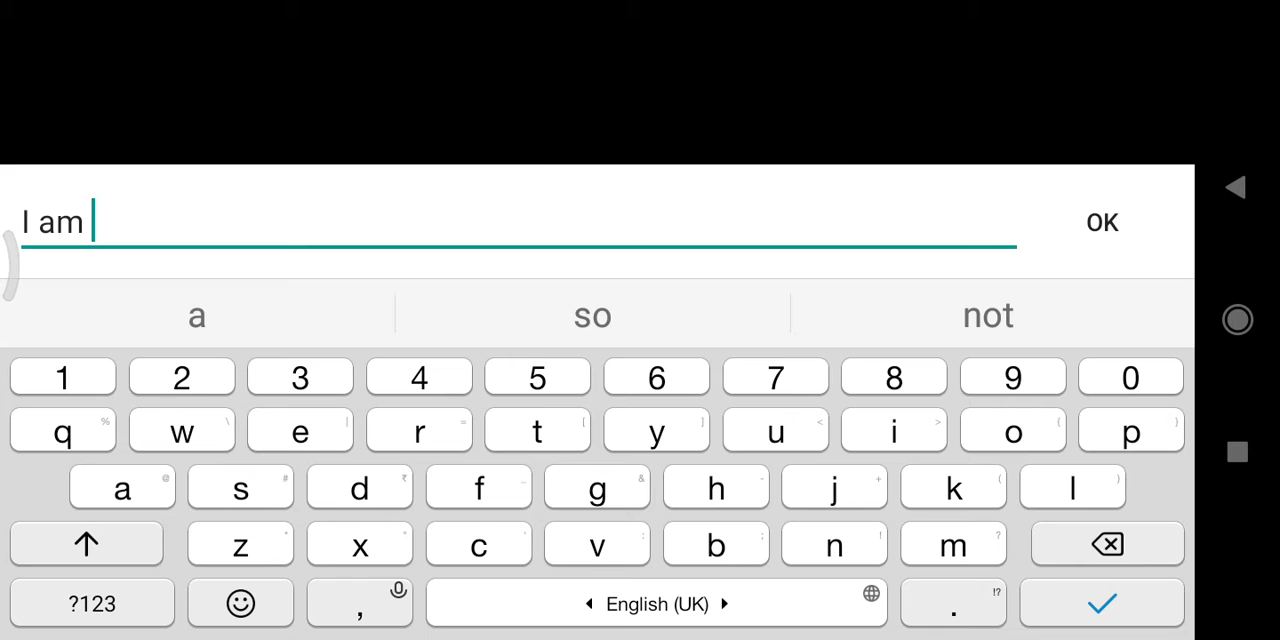 I am
OK
a so not
1 2 3 4 5 6 7 8 9 0
q % w \ e | r = t [ y ] u < i > o { p }
a @ s # d ₹ f _ g & h - j + k ( l )
z x c v : b ; n ! m ?
?123 , English (UK) . !?